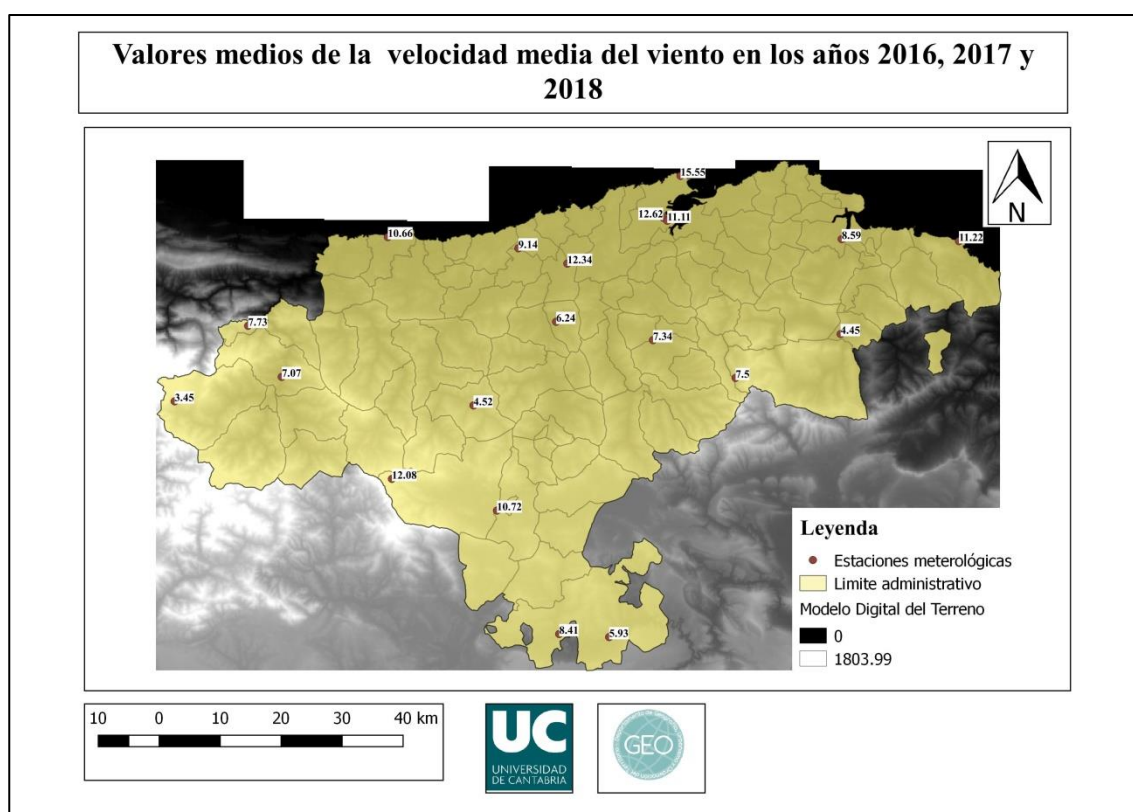 Valores medios de la velocidad media del viento en los años 2016, 2017 y
2018
15.55
12.62
11.11
N
10.66
9.14
8.59
11.22
12.34
7.73
6.24
7.34
4.45
7.07
7.5
3.45
4.52
12.08
10.72
8.41
5.93
Leyenda
Estaciones meterológicas
Limite administrativo
Modelo Digital del Terreno
0
1803.99
10 0 10 20 30 40 km
UC
UNIVERSIDAD
DE CANTABRIA
GEO